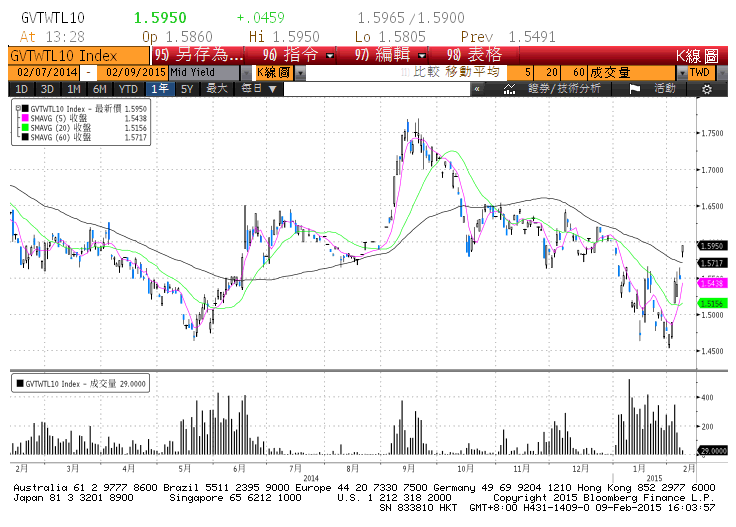 GVTWTL10 1.5950 +.0459 1.5965/1.5900
At 13:28 Op 1.5860 Hi 1.5950 Lo 1.5805 Prev 1.5491
GVTWTL10 Index 95) 另存為... 96) 指令 97) 編輯 98) 表格 K線圖
02/07/2014 - 02/09/2015 Mid Yield K線圖 比較 移動平均 5 20 60 成交量 TWD
1D 3D 1M 6M YTD 1年 5Y 最大 每日▼ « 證券/技術分析 活動
GVTWTL10 Index - 最新價 1.5950
SMAVG (5) 收盤 1.5438
SMAVG (20) 收盤 1.5156
SMAVG (60) 收盤 1.5717
1.7500
1.7000
1.6500
1.5950
1.5717
1.5438
1.5156
1.5000
1.4500
GVTWTL10 Index - 成交量 29.0000
400
200
29.0000
2月 3月 4月 5月 6月 7月 8月 9月 10月 11月 12月 1月 2月
2014 2015
Australia 61 2 9777 8600 Brazil 5511 2395 9000 Europe 44 20 7330 7500 Germany 49 69 9204 1210 Hong Kong 852 2977 6000
Japan 81 3 3201 8900 Singapore 65 6212 1000 U.S. 1 212 318 2000 Copyright 2015 Bloomberg Finance L.P.
SN 833810 HKT GMT+8:00 H431-1409-0 09-Feb-2015 16:03:57